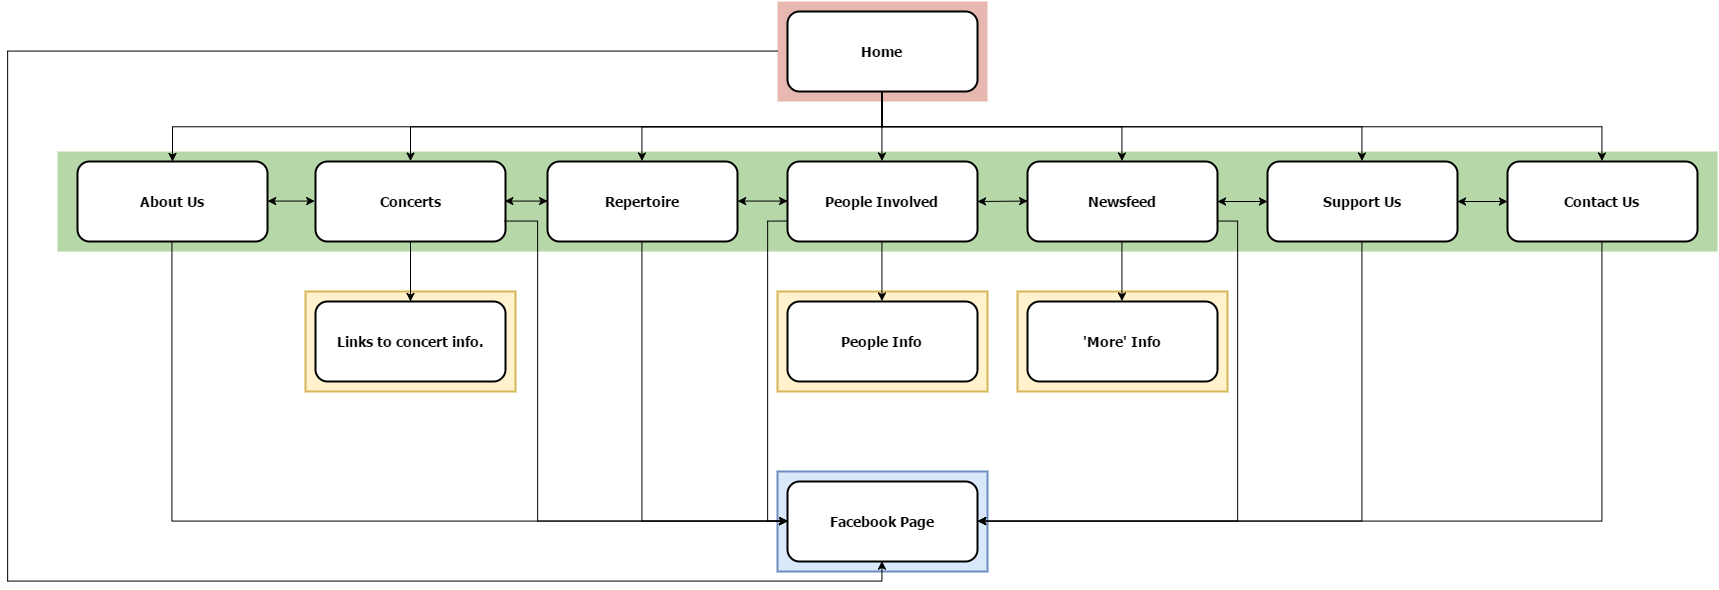 Home
About Us
Concerts
Repertoire
People Involved
Newsfeed
Support Us
Contact Us
Links to concert info.
People Info
'More' Info
Facebook Page